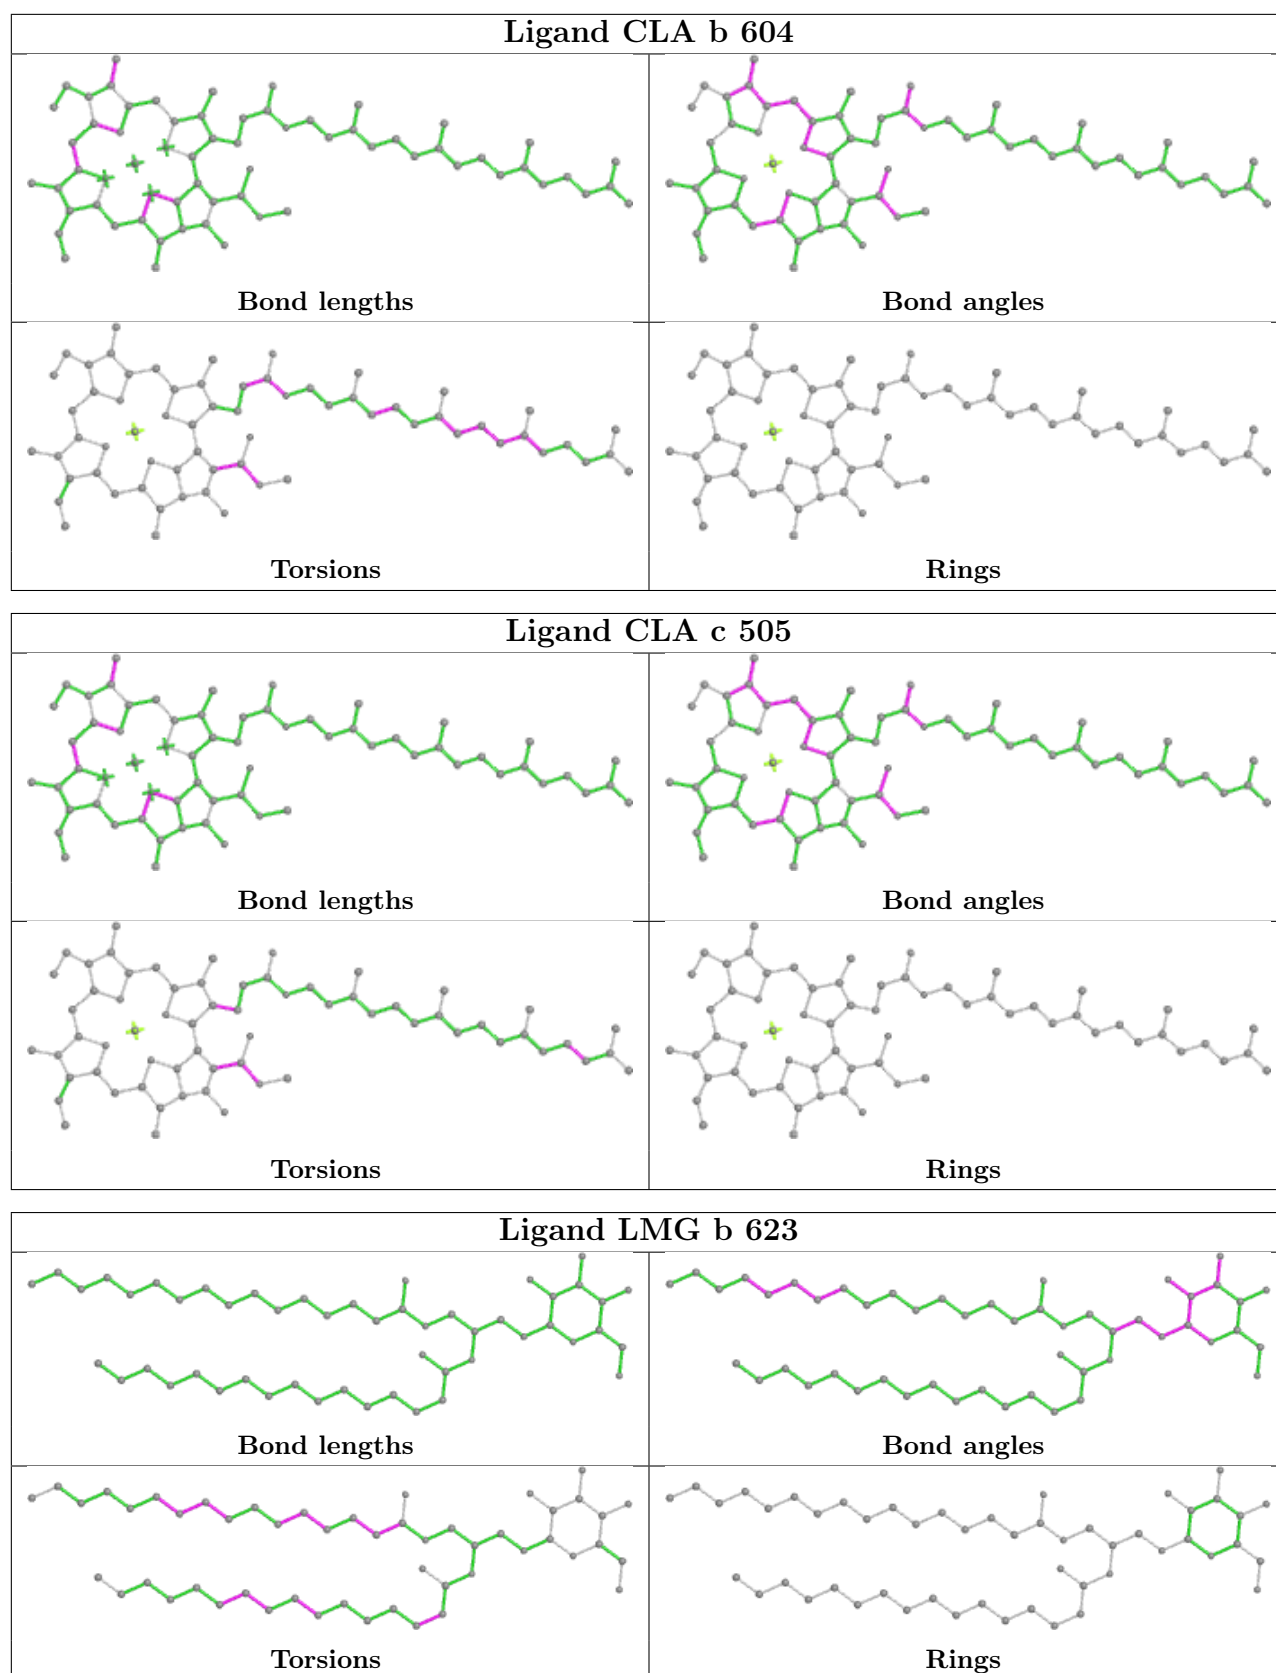 Ligand CLA b 604
Bond lengths
Bond angles
Torsions
Rings
Ligand CLA c 505
Bond lengths
Bond angles
Torsions
Rings
Ligand LMG b 623
Bond lengths
Bond angles
Torsions
Rings